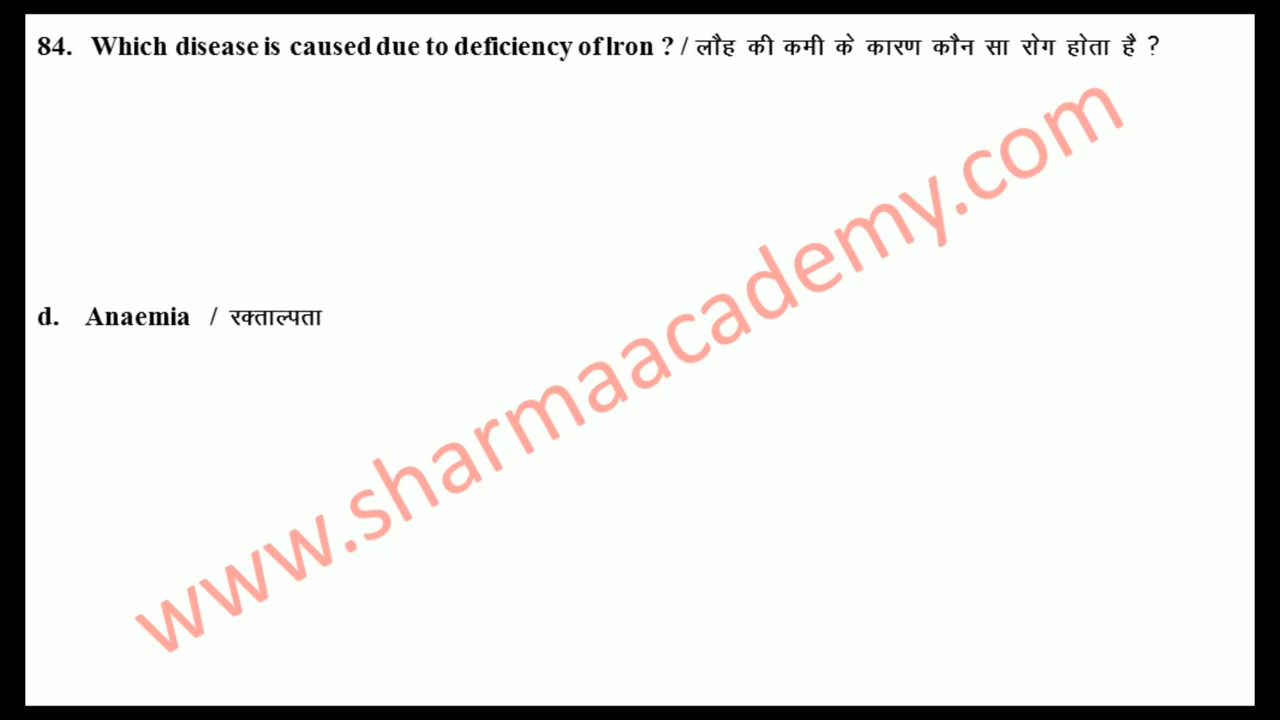 84. Which disease is caused due to deficiency of Iron ? / लौह की कमी के कारण कौन सा रोग होता है ?
www.sharmaacademy.com
d. Anaemia / रक्ताल्पता